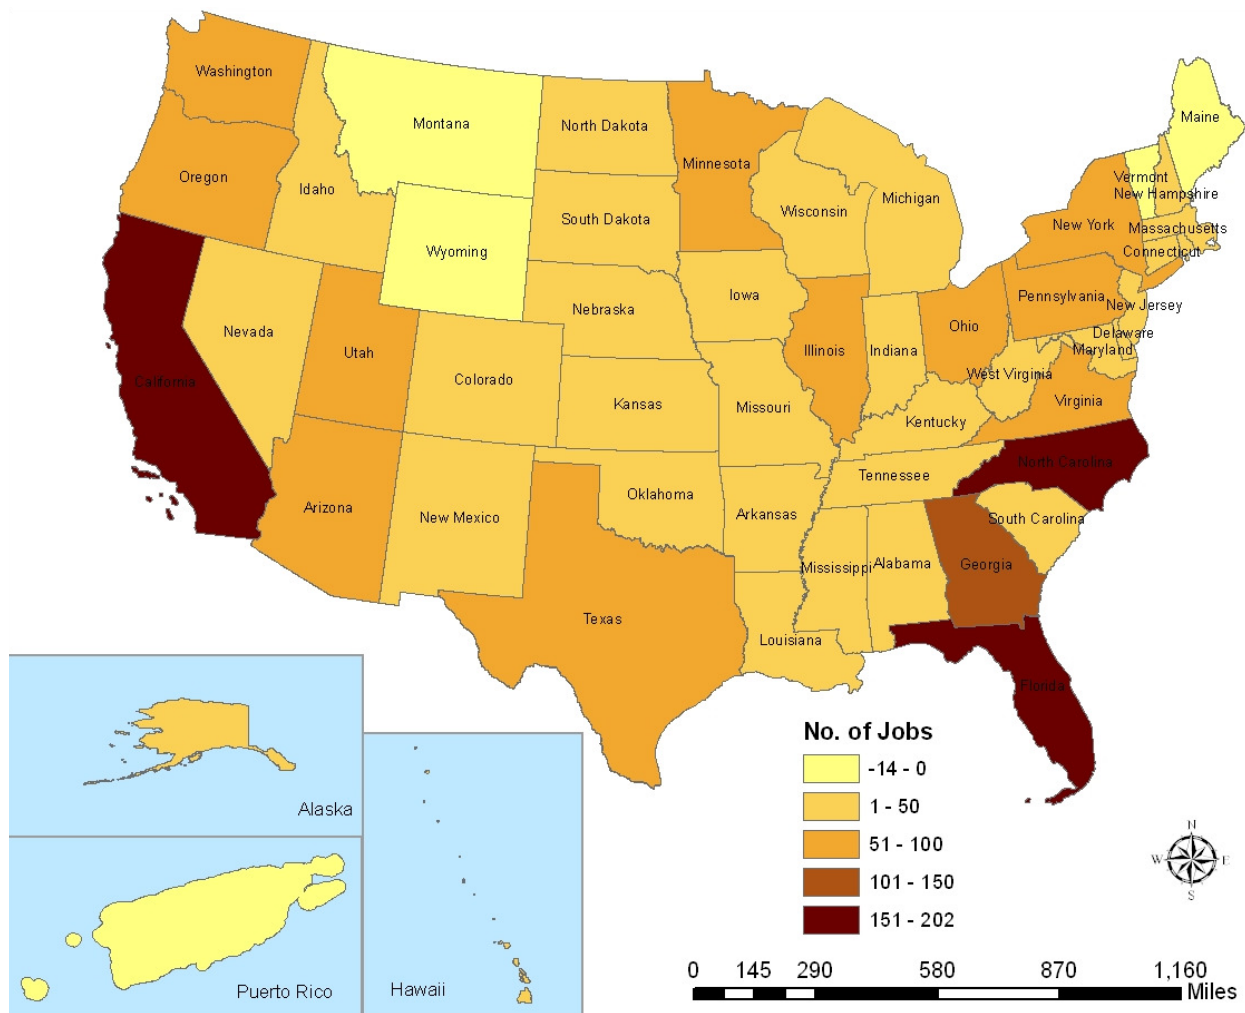 Washington
Montana
North Dakota
Minnesota
Maine
Oregon
Idaho
Wyoming
South Dakota
Wisconsin
Michigan
Vermont
New Hampshire
New York
Massachusetts
Connecticut
Nevada
Utah
Colorado
Nebraska
Iowa
Illinois
Indiana
Ohio
Pennsylvania
New Jersey
Delaware
Maryland
West Virginia
Virginia
California
Kansas
Missouri
Kentucky
Arizona
New Mexico
Oklahoma
Arkansas
Tennessee
North Carolina
South Carolina
Texas
Louisiana
Mississippi
Alabama
Georgia
Florida
Alaska
Puerto Rico
Hawaii
No. of Jobs
-14 - 0
1 - 50
51 - 100
101 - 150
151 - 202
N
W E
S
0 145 290 580 870 1,160
Miles